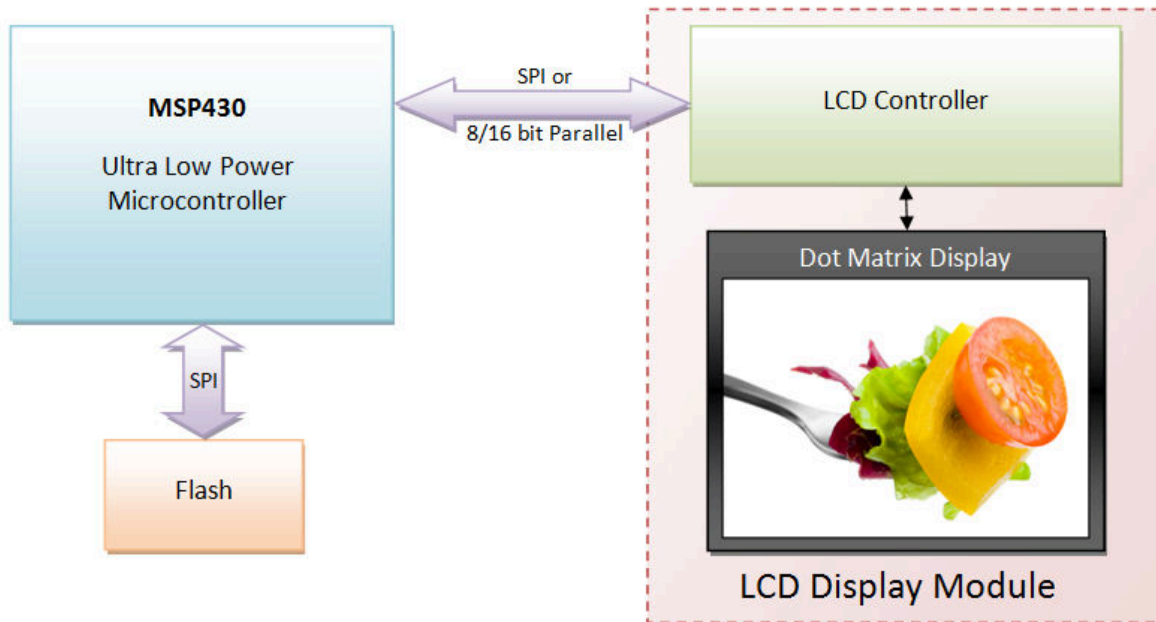 MSP430
Ultra Low Power
Microcontroller
SPI or
8/16 bit Parallel
LCD Controller
Dot Matrix Display
SPI
Flash
LCD Display Module